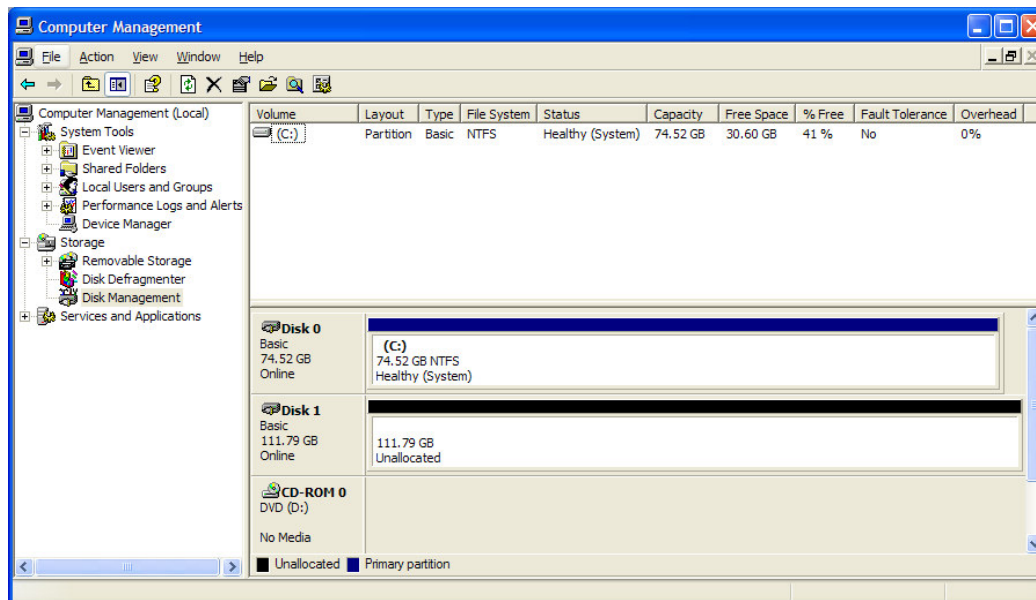 Computer Management
File Action View Window Help
Computer Management (Local)
System Tools
Event Viewer
Shared Folders
Local Users and Groups
Performance Logs and Alerts
Device Manager
Storage
Removable Storage
Disk Defragmenter
Disk Management
Services and Applications
Volume Layout Type File System Status Capacity Free Space % Free Fault Tolerance Overhead
(C:) Partition Basic NTFS Healthy (System) 74.52 GB 30.60 GB 41 % No 0%
Disk 0
Basic
74.52 GB
Online
(C:)
74.52 GB NTFS
Healthy (System)
Disk 1
Basic
111.79 GB
Online
111.79 GB
Unallocated
CD-ROM 0
DVD (D:)
No Media
Unallocated Primary partition